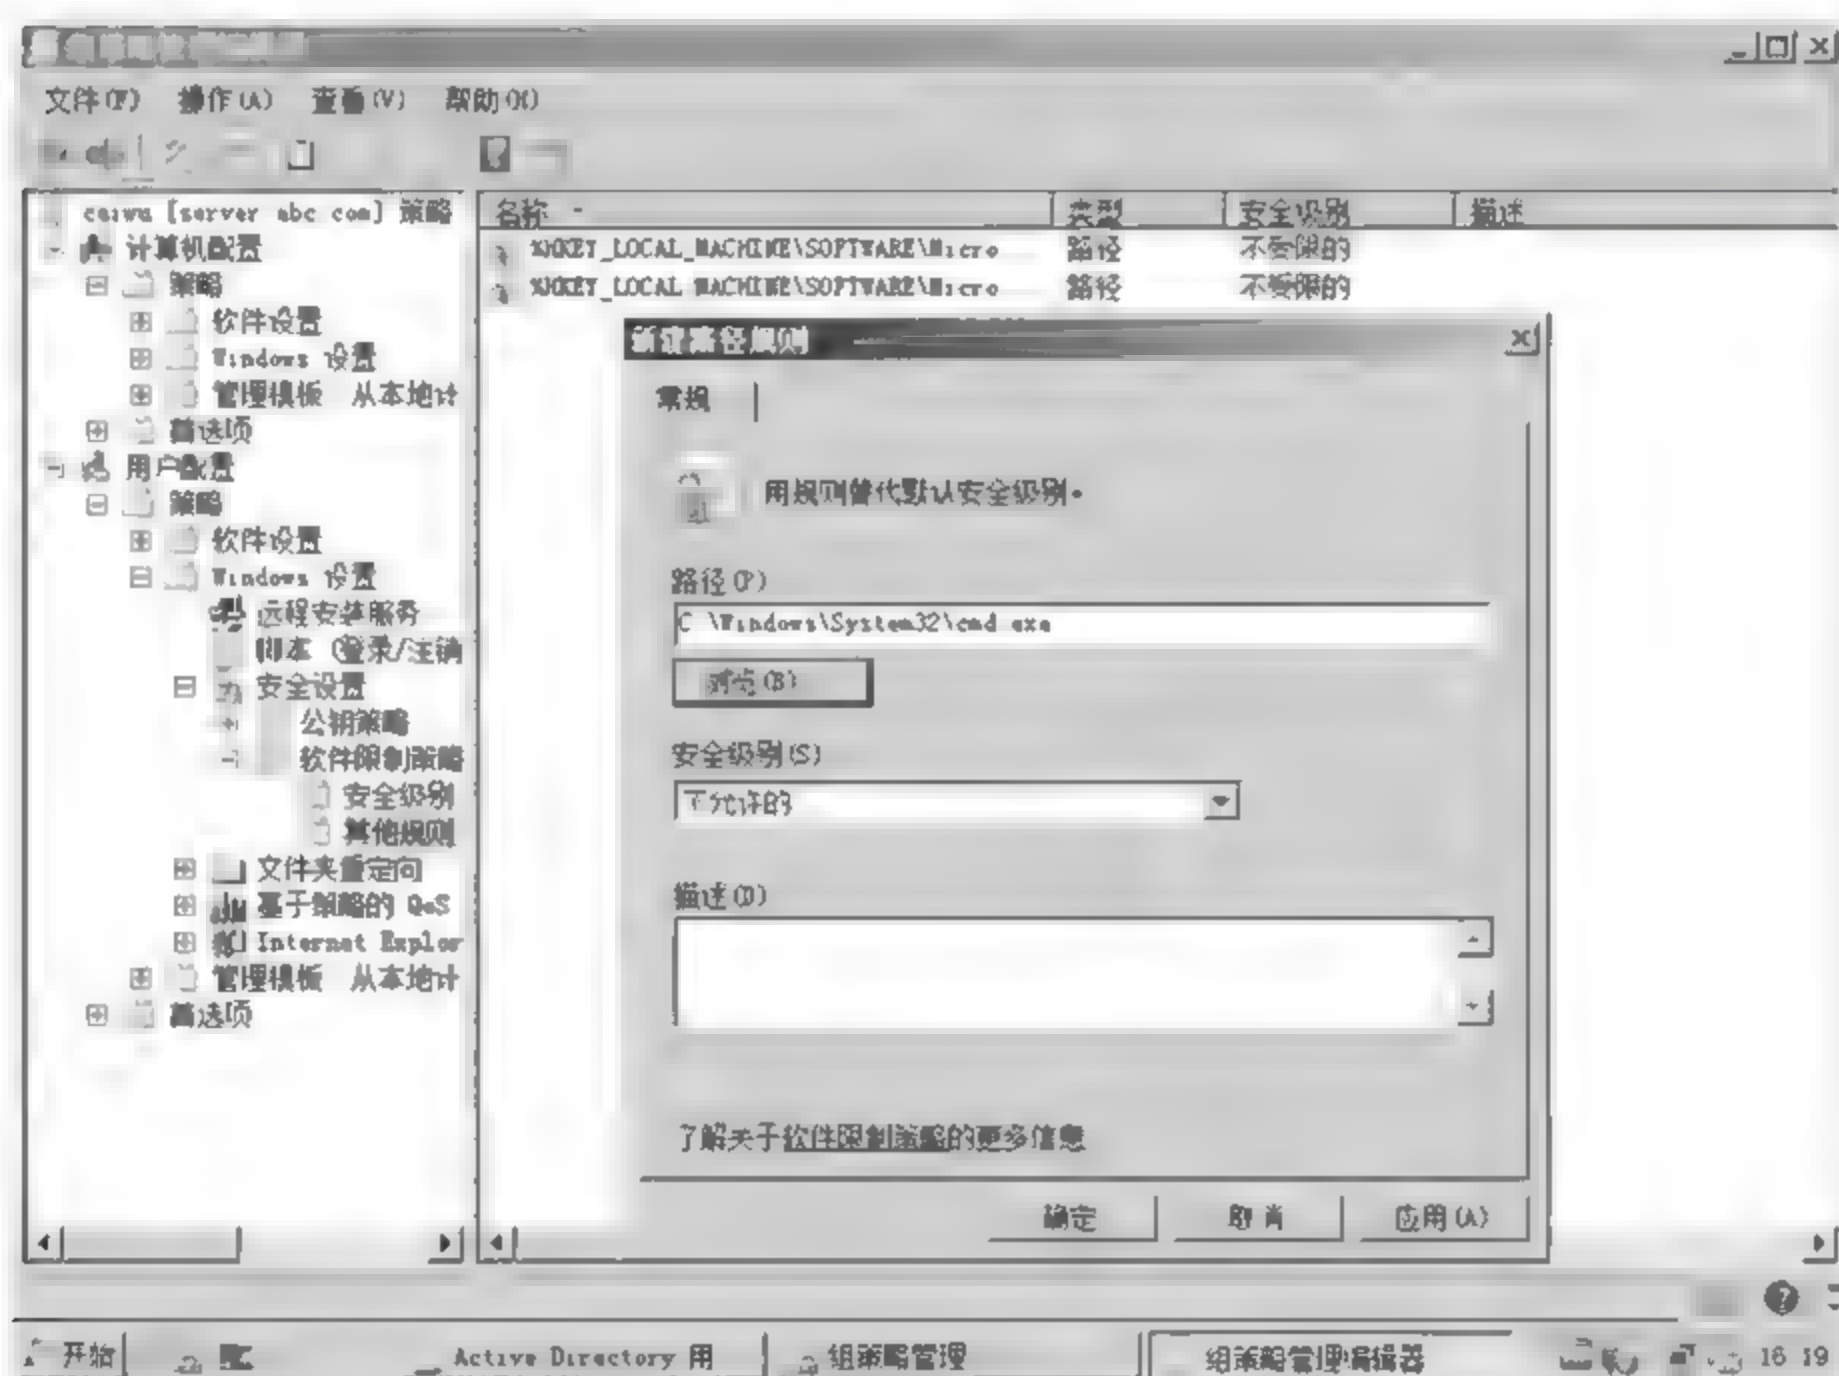 文件(F) 操作(A) 查看(V) 帮助(H)
caiwu [server abc com] 策略
计算机配置
策略
软件设置
Windows 设置
管理模板 从本地计
首选项
用户配置
策略
软件设置
Windows 设置
远程安装服务
脚本 (登录/注销
安全设置
公钥策略
软件限制策略
安全级别
其他规则
文件夹重定向
基于策略的 QoS
Internet Explor
管理模板 从本地计
首选项
名称 类型 安全级别 描述
%HKEY_LOCAL_MACHINE\SOFTWARE\Micro 路径 不受限的
%HKEY_LOCAL MACHINE\SOFTWARE\Micro 路径 不受限的
新建路径规则
常规
用规则替代默认安全级别。
路径(P)
C \Windows\System32\cmd exe
浏览(B)
安全级别(S)
不允许的
描述(D)
了解关于软件限制策略的更多信息
确定 取消 应用(A)
开始 Active Directory 用 组策略管理 组策略管理编辑器 16 19